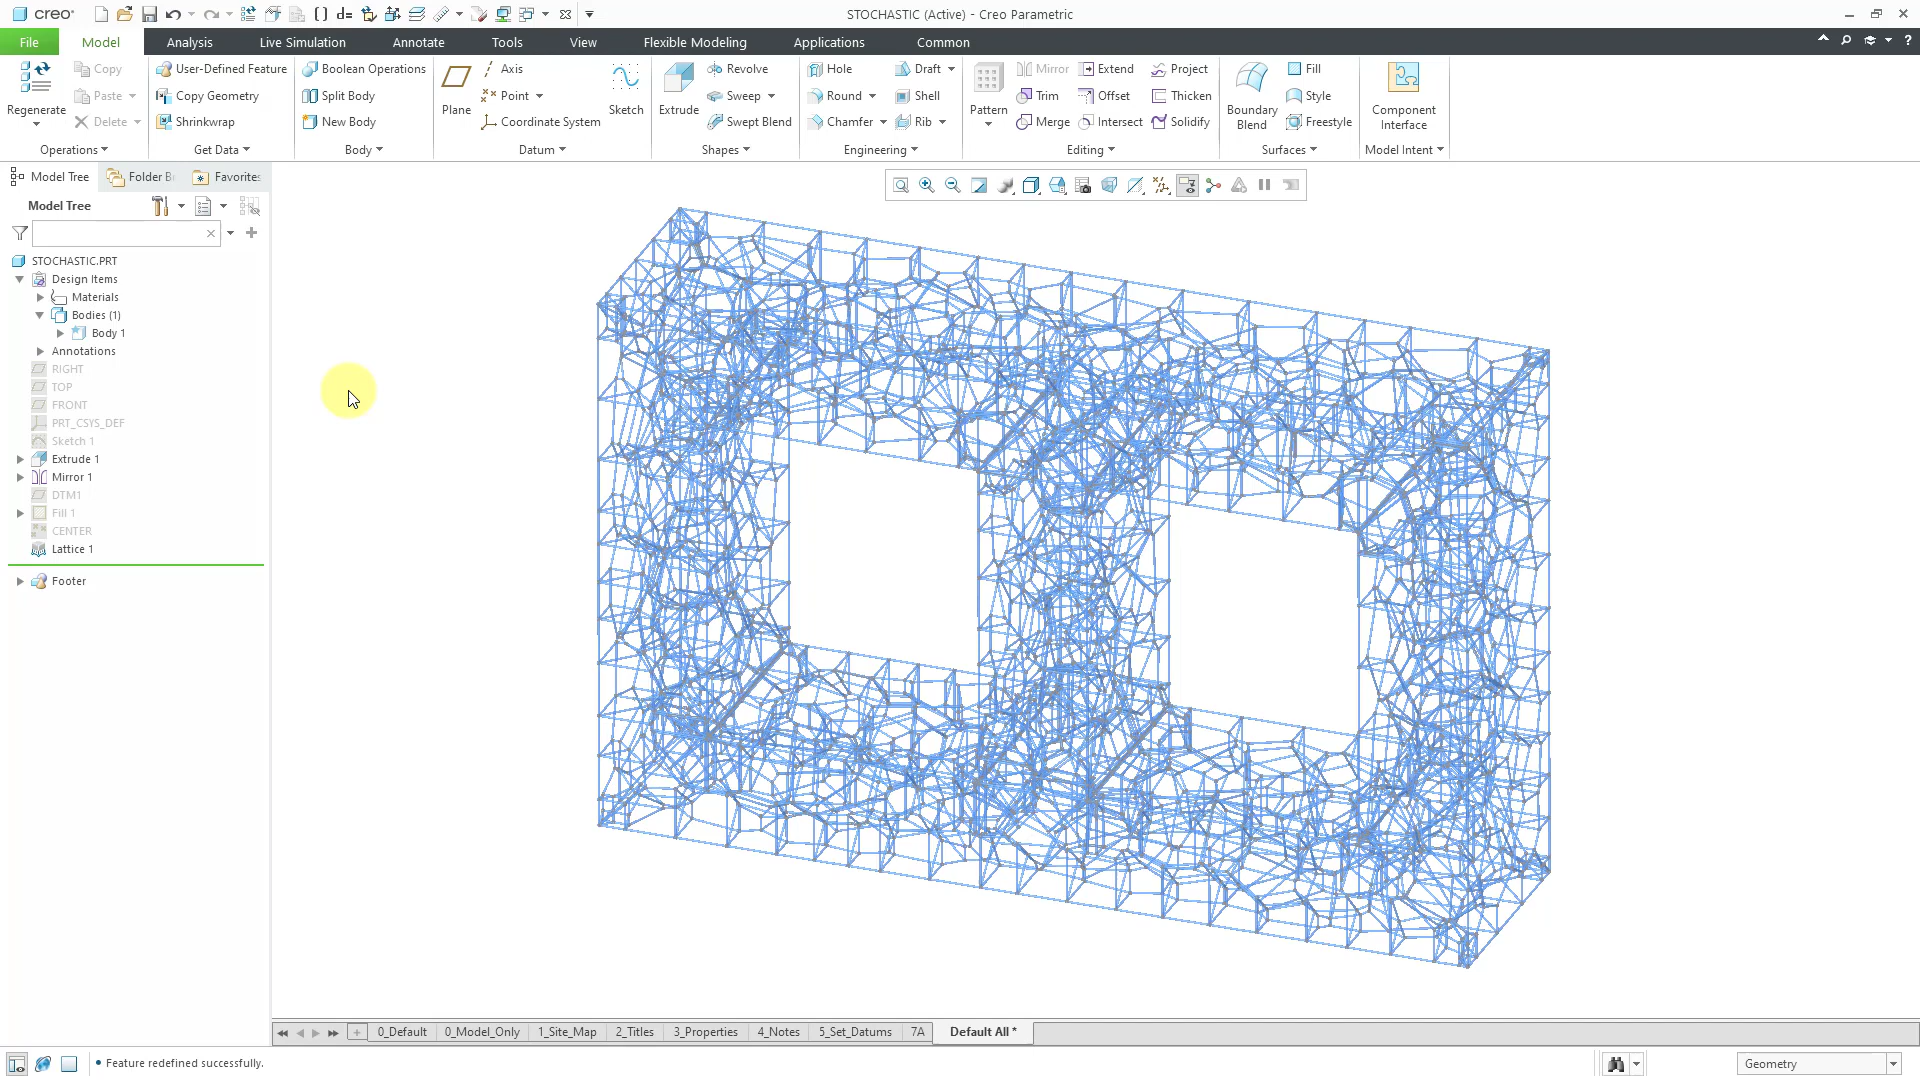 creo
STOCHASTIC (Active) - Creo Parametric
File Model Analysis Live Simulation Annotate Tools View Flexible Modeling Applications Common
Regenerate
Copy
Paste
Delete
Operations
User-Defined Feature
Copy Geometry
Shrinkwrap
Get Data
Boolean Operations
Split Body
New Body
Body
Plane
Axis
Point
Coordinate System
Sketch
Datum
Extrude
Revolve
Sweep
Swept Blend
Shapes
Hole
Round
Chamfer
Draft
Shell
Rib
Engineering
Pattern
Mirror
Trim
Merge
Extend
Offset
Intersect
Project
Thicken
Solidify
Editing
Boundary
Blend
Fill
Style
Freestyle
Surfaces
Component
Interface
Model Intent
Model Tree
Folder B
Favorites
Model Tree
STOCHASTIC.PRT
Design Items
Materials
Bodies (1)
Body 1
Annotations
RIGHT
TOP
FRONT
PRT_CSYS_DEF
Sketch 1
Extrude 1
Mirror 1
DTM1
Fill 1
CENTER
Lattice 1
Footer
0_Default 0_Model_Only 1_Site_Map 2_Titles 3_Properties 4_Notes 5_Set_Datums 7A Default All *
• Feature redefined successfully.
Geometry